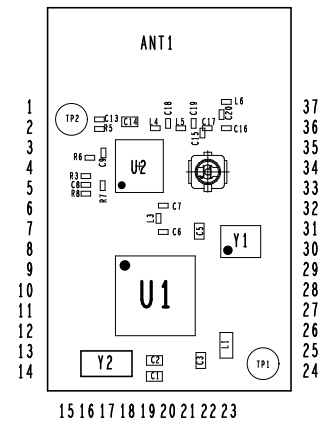 ANT1
1 37
L6
C20
TP2 C13 C14 C18 C19
2 R5 L4 L5 C17 C16 36
C15
3 35
R6 C9 U2
4 34
R3
5 C8 33
R8 R7
6 C7 32
L3
7 C6 C5 Y1 31
8 30
9 29
10 U1 28
11 27
12 26
L1
13 Y2 C2 C3 TP1 25
14 C1 24
15 16 17 18 19 20 21 22 23